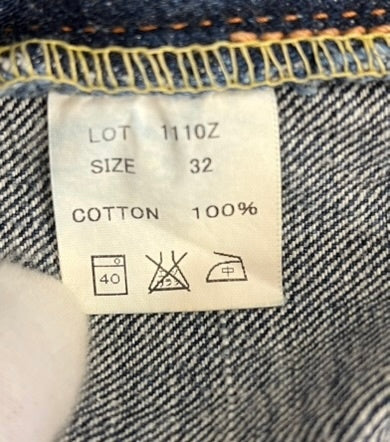 LOT 1110Z
SIZE 32
COTTON 100%
40 中